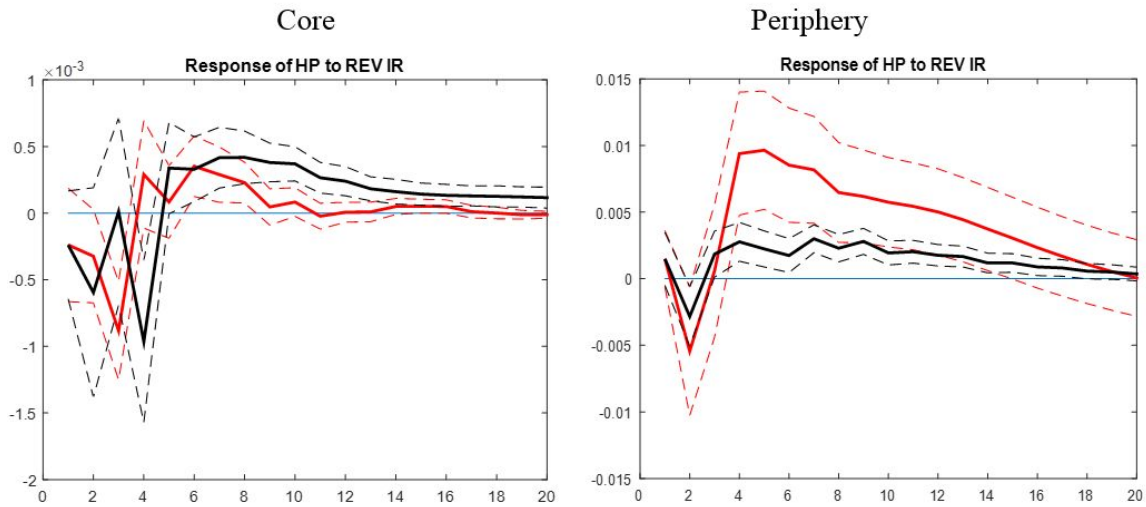 Core
Periphery
×10⁻³
Response of HP to REV IR
1
0.5
0
-0.5
-1
-1.5
-2
0 2 4 6 8 10 12 14 16 18 20
Response of HP to REV IR
0.015
0.01
0.005
0
-0.005
-0.01
-0.015
0 2 4 6 8 10 12 14 16 18 20